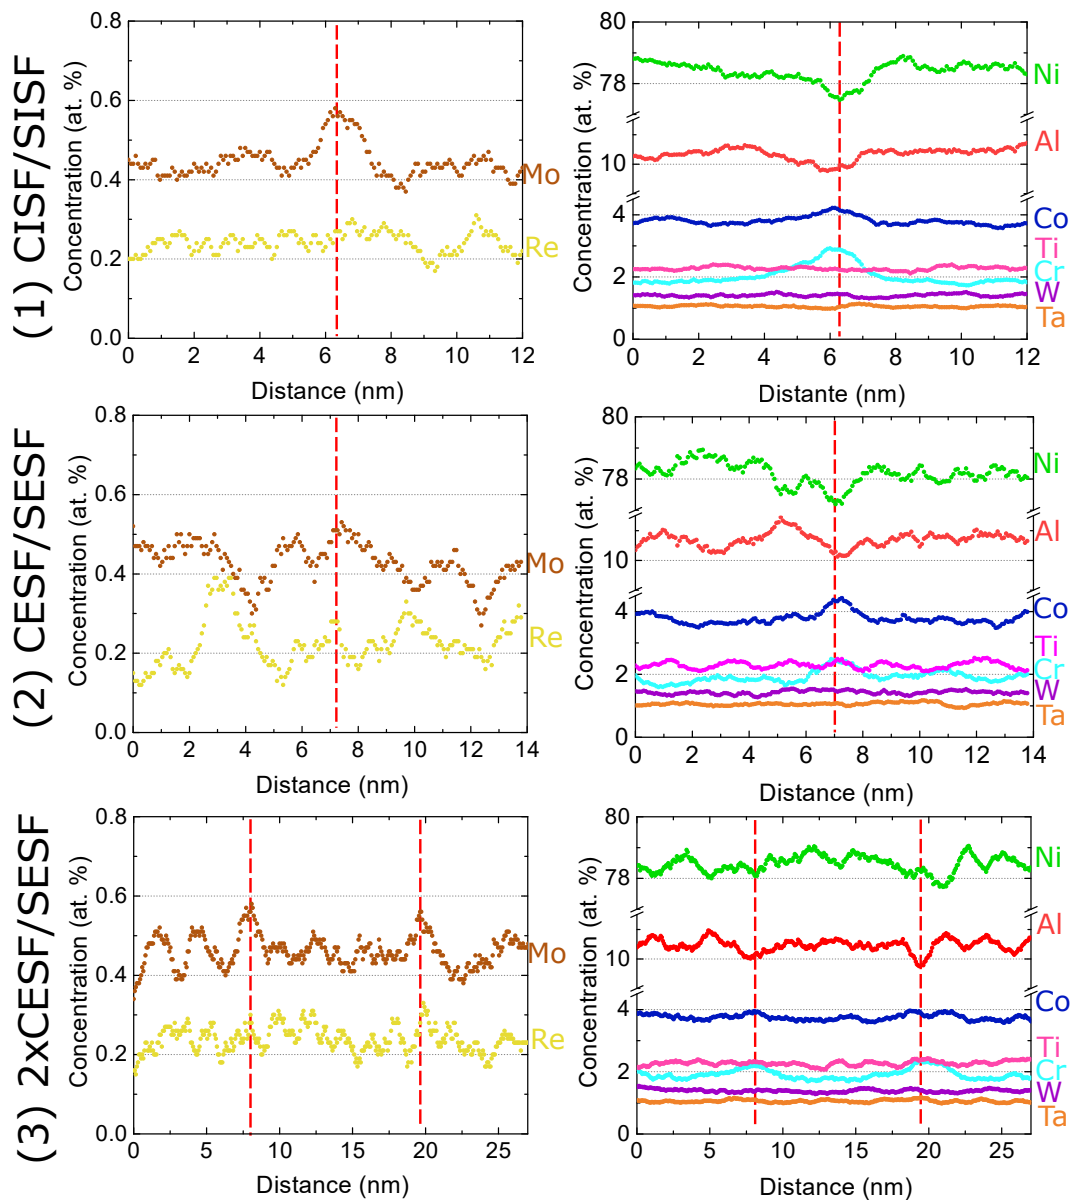 (1) CISF/SISF
Concentration (at. %)
0.8
0.6
0.4
0.2
0.0
Mo
Re
0 2 4 6 8 10 12
Distance (nm)
Concentration (at. %)
80
78
10
4
2
0
Ni
Al
Co
Ti
Cr
W
Ta
0 2 4 6 8 10 12
Distante (nm)
(2) CESF/SESF
Concentration (at. %)
0.8
0.6
0.4
0.2
0.0
Mo
Re
0 2 4 6 8 10 12 14
Distance (nm)
Concentration (at. %)
80
78
10
4
2
0
Ni
Al
Co
Ti
Cr
W
Ta
0 2 4 6 8 10 12 14
Distance (nm)
(3) 2xCESF/SESF
Concentration (at. %)
0.8
0.6
0.4
0.2
0.0
Mo
Re
0 5 10 15 20 25
Distance (nm)
Concentration (at. %)
80
78
10
4
2
0
Ni
Al
Co
Ti
Cr
W
Ta
0 5 10 15 20 25
Distance (nm)